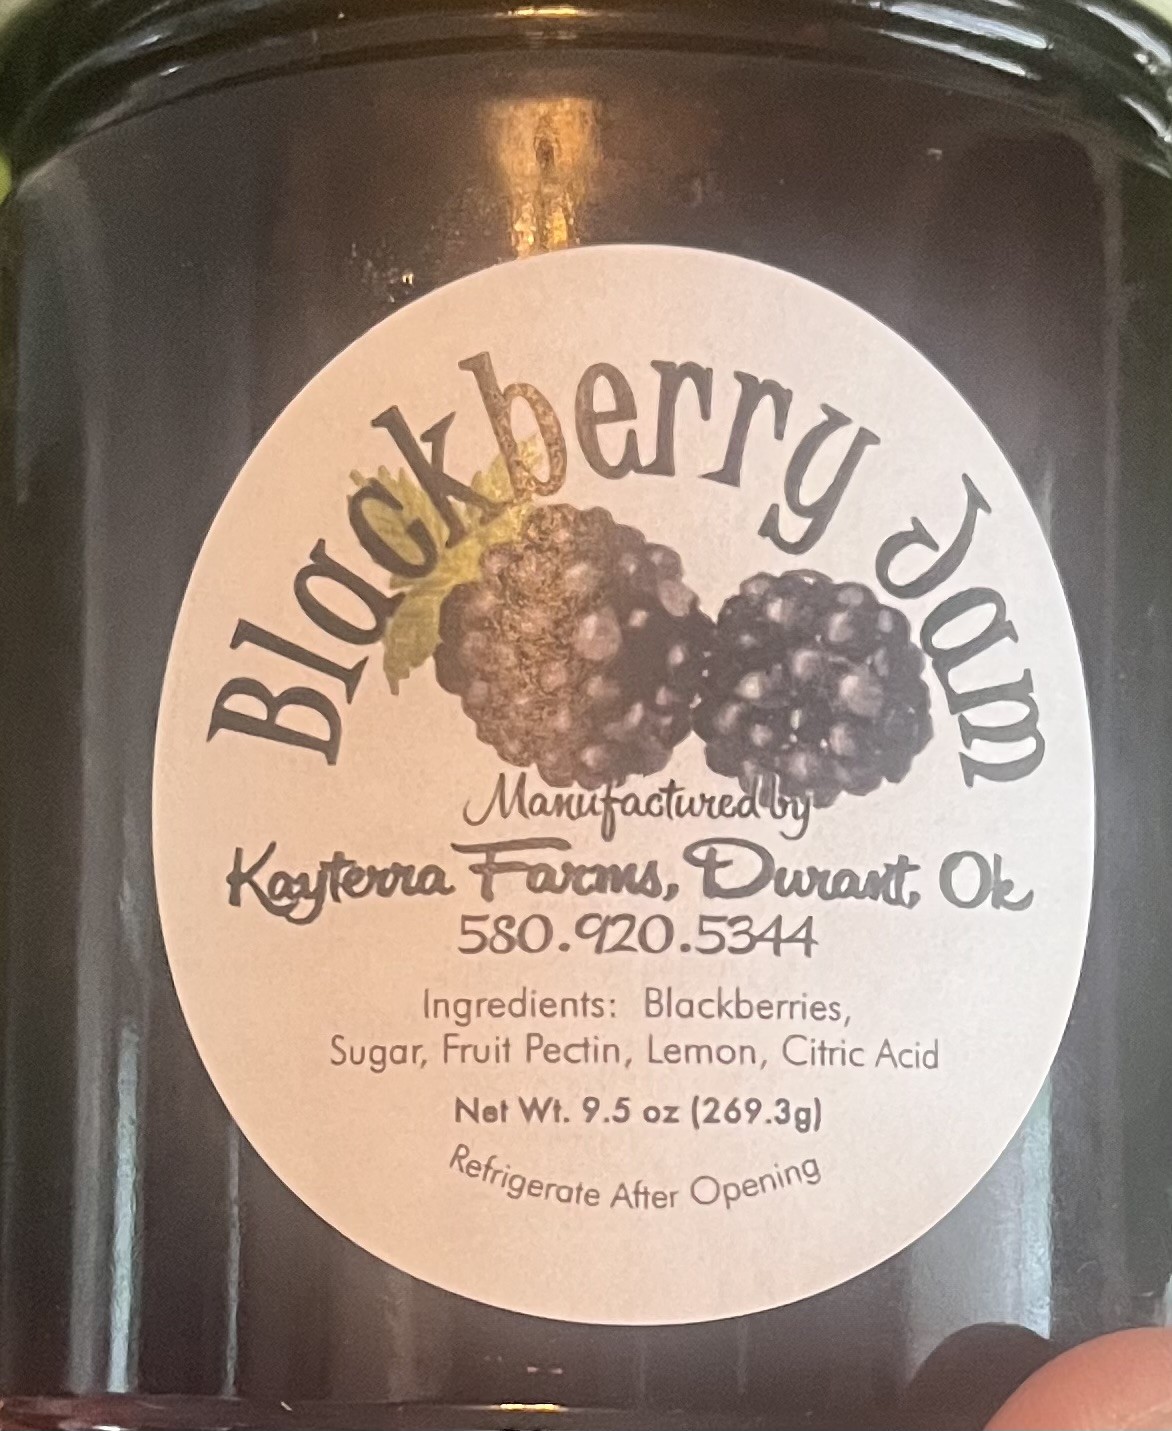 Blackberry Jam
Manufactured by
Kayterra Farms, Durant, Ok
580.920.5344
Ingredients: Blackberries,
Sugar, Fruit Pectin, Lemon, Citric Acid
Net Wt. 9.5 oz (269.3g)
Refrigerate After Opening